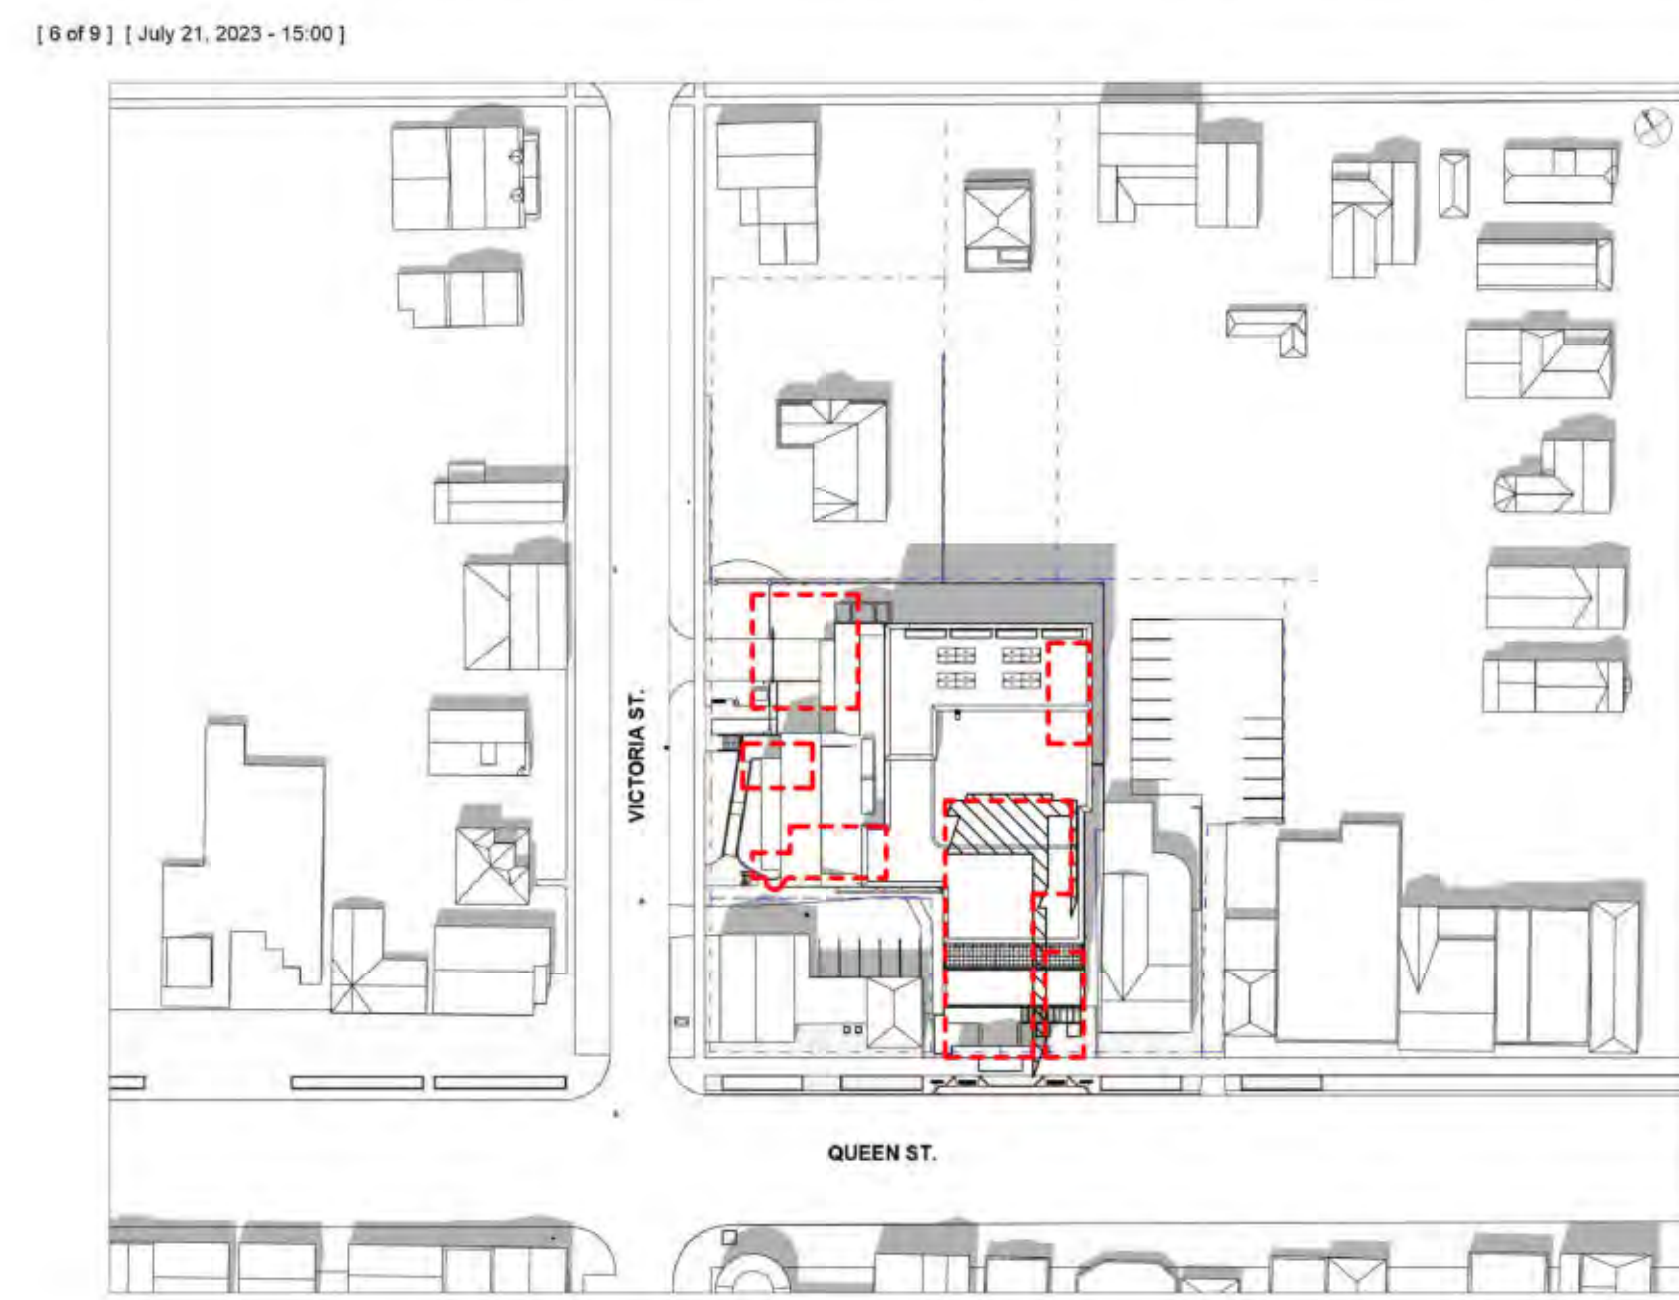 [ 6 of 9 ] [ July 21, 2023 - 15:00 ]
VICTORIA ST.
QUEEN ST.